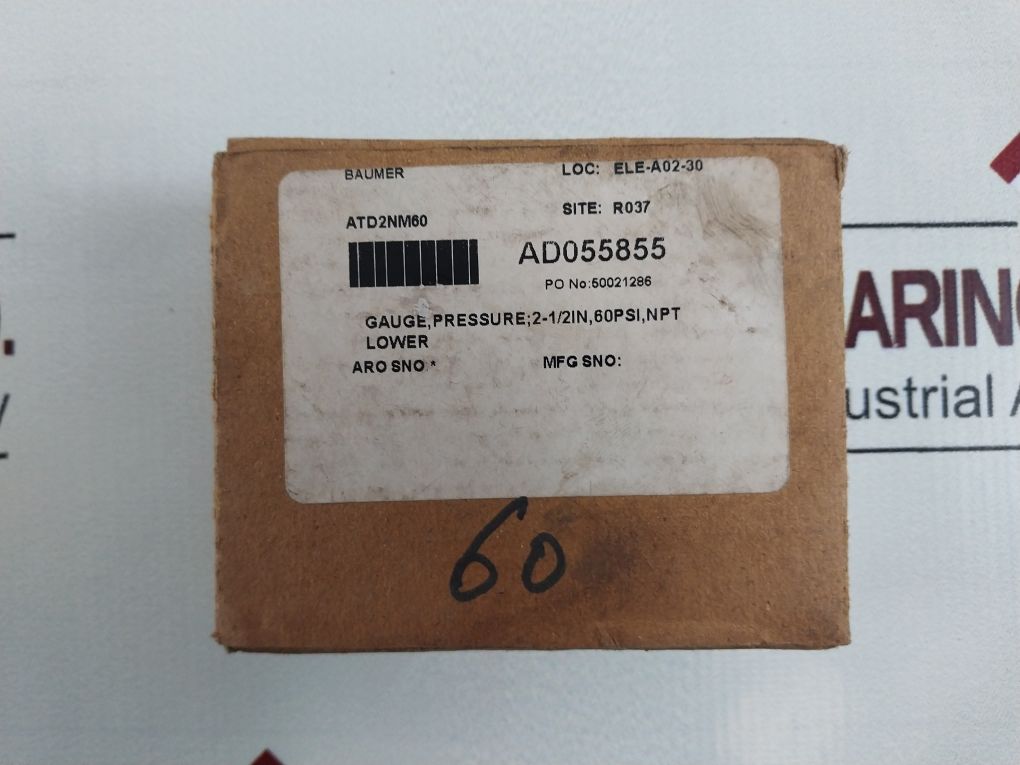 BAUMER
LOC: ELE-A02-30
SITE: R037
ATD2NM60
AD055855
PO No:50021286
GAUGE,PRESSURE;2-1/2IN,60PSI,NPT
LOWER
ARO SNO:*
MFG SNO:
60
ARING
ustrial A